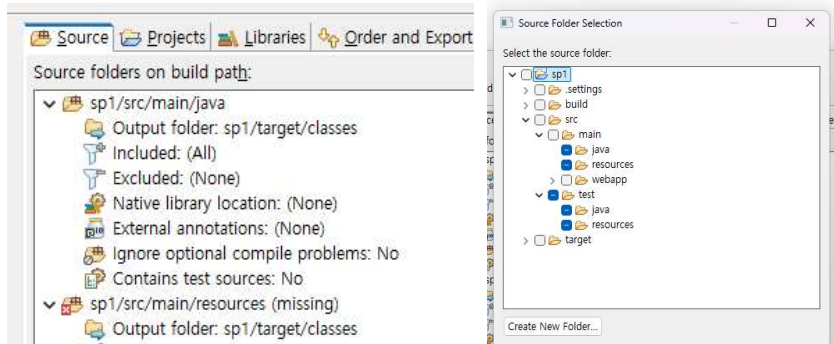 Source Projects Libraries Order and Export
Source folders on build path:
sp1/src/main/java
Output folder: sp1/target/classes
Included: (All)
Excluded: (None)
Native library location: (None)
External annotations: (None)
Ignore optional compile problems: No
Contains test sources: No
sp1/src/main/resources (missing)
Output folder: sp1/target/classes
Source Folder Selection
Select the source folder:
sp1
.settings
build
src
main
java
resources
webapp
test
java
resources
target
Create New Folder...